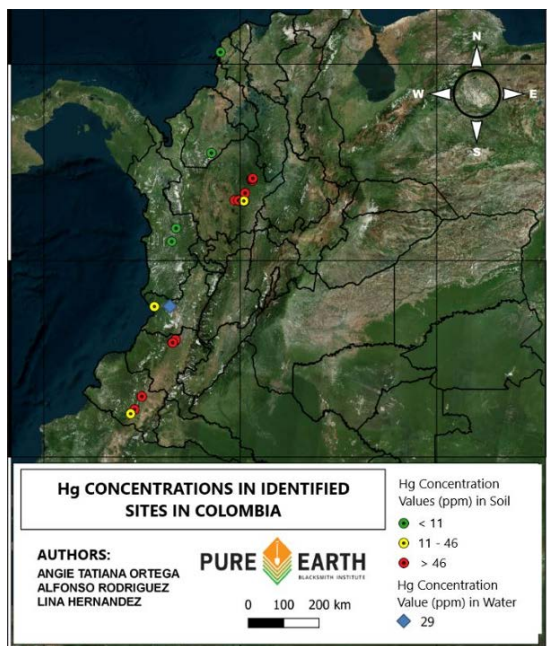 N
W E
S
Hg CONCENTRATIONS IN IDENTIFIED
SITES IN COLOMBIA
AUTHORS:
ANGIE TATIANA ORTEGA
ALFONSO RODRIGUEZ
LINA HERNANDEZ
PURE EARTH
BLACKSMITH INSTITUTE
0 100 200 km
Hg Concentration
Values (ppm) in Soil
< 11
11 - 46
> 46
Hg Concentration
Value (ppm) in Water
29